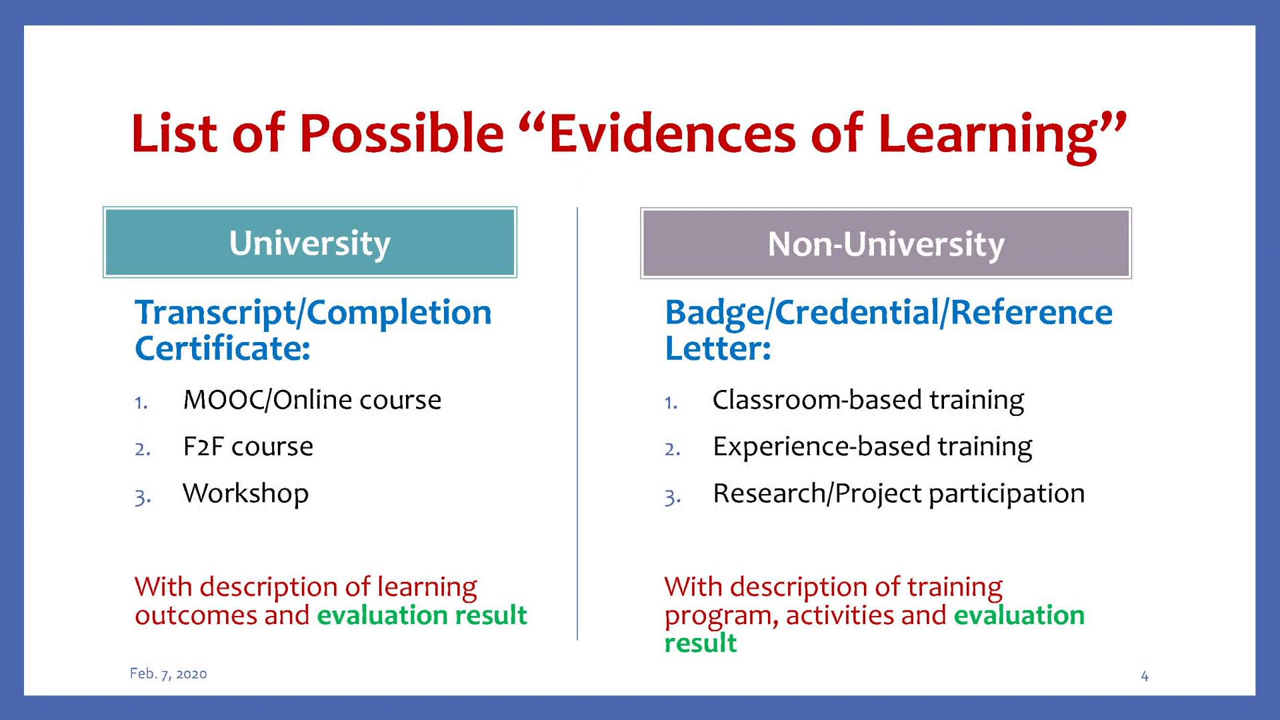 List of Possible “Evidences of Learning”
University
Transcript/Completion
Certificate:
1. MOOC/Online course
2. F2F course
3. Workshop
With description of learning
outcomes and evaluation result
Non-University
Badge/Credential/Reference
Letter:
1. Classroom-based training
2. Experience-based training
3. Research/Project participation
With description of training
program, activities and evaluation
result
Feb. 7, 2020
4